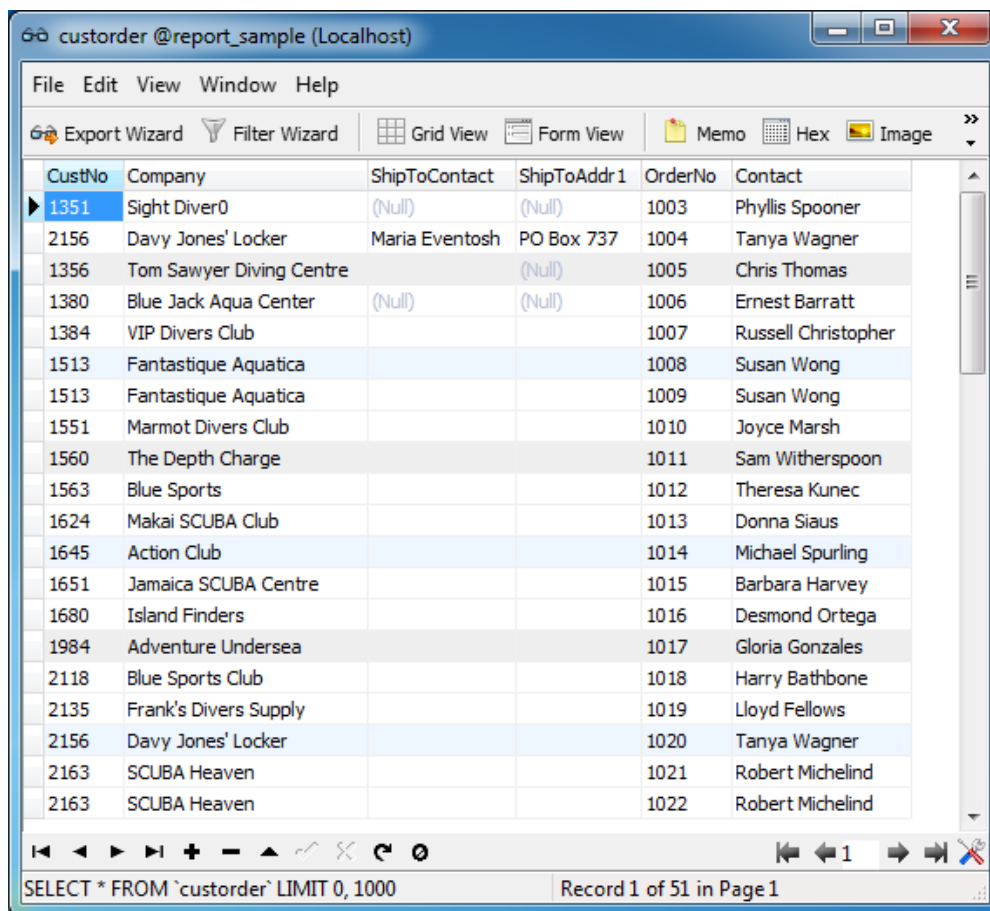 custorder @report_sample (Localhost)
File Edit View Window Help
Export Wizard Filter Wizard Grid View Form View Memo Hex Image »
CustNo Company ShipToContact ShipToAddr1 OrderNo Contact
1351 Sight Diver0 (Null) (Null) 1003 Phyllis Spooner
2156 Davy Jones' Locker Maria Eventosh PO Box 737 1004 Tanya Wagner
1356 Tom Sawyer Diving Centre (Null) 1005 Chris Thomas
1380 Blue Jack Aqua Center (Null) (Null) 1006 Ernest Barratt
1384 VIP Divers Club 1007 Russell Christopher
1513 Fantastique Aquatica 1008 Susan Wong
1513 Fantastique Aquatica 1009 Susan Wong
1551 Marmot Divers Club 1010 Joyce Marsh
1560 The Depth Charge 1011 Sam Witherspoon
1563 Blue Sports 1012 Theresa Kunec
1624 Makai SCUBA Club 1013 Donna Siaus
1645 Action Club 1014 Michael Spurling
1651 Jamaica SCUBA Centre 1015 Barbara Harvey
1680 Island Finders 1016 Desmond Ortega
1984 Adventure Undersea 1017 Gloria Gonzales
2118 Blue Sports Club 1018 Harry Bathbone
2135 Frank's Divers Supply 1019 Lloyd Fellows
2156 Davy Jones' Locker 1020 Tanya Wagner
2163 SCUBA Heaven 1021 Robert Michelind
2163 SCUBA Heaven 1022 Robert Michelind
1
SELECT * FROM `custorder` LIMIT 0, 1000 Record 1 of 51 in Page 1